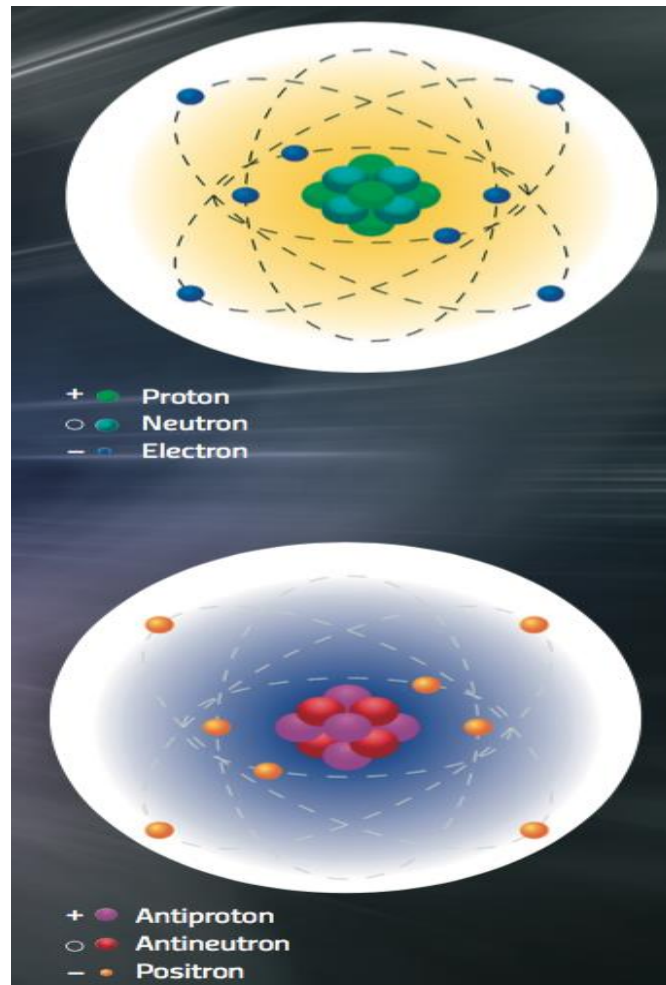 + Proton
○ Neutron
− Electron
+ Antiproton
○ Antineutron
− Positron